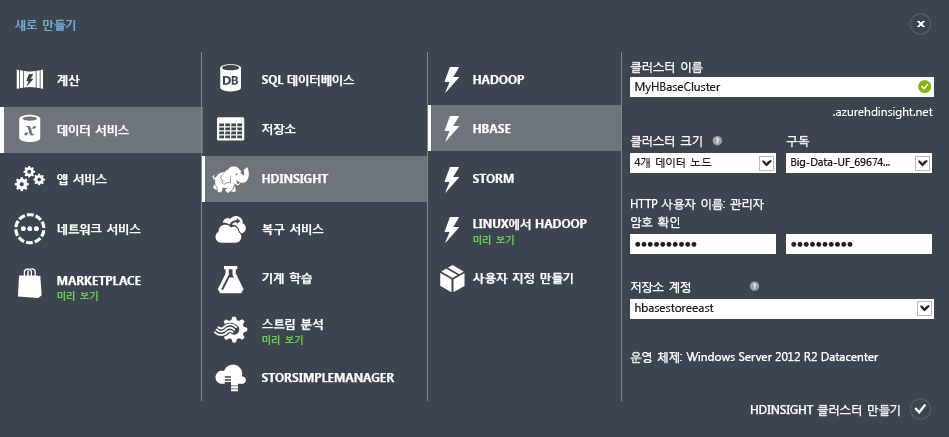 새로 만들기
계산
데이터 서비스
앱 서비스
네트워크 서비스
MARKETPLACE
미리 보기
DB
SQL 데이터베이스
저장소
HDINSIGHT
복구 서비스
기계 학습
스트림 분석
미리 보기
STORSIMPLEMANAGER
HADOOP
HBASE
STORM
LINUX에서 HADOOP
미리 보기
사용자 지정 만들기
클러스터 이름
MyHBaseCluster
.azurehdinsight.net
클러스터 크기 ? 구독
4개 데이터 노드 Big-Data-UF_69674...
HTTP 사용자 이름: 관리자
암호 확인
●●●●●●●●●● ●●●●●●●●●●
저장소 계정 ?
hbasestoreeast
운영 체제: Windows Server 2012 R2 Datacenter
HDINSIGHT 클러스터 만들기